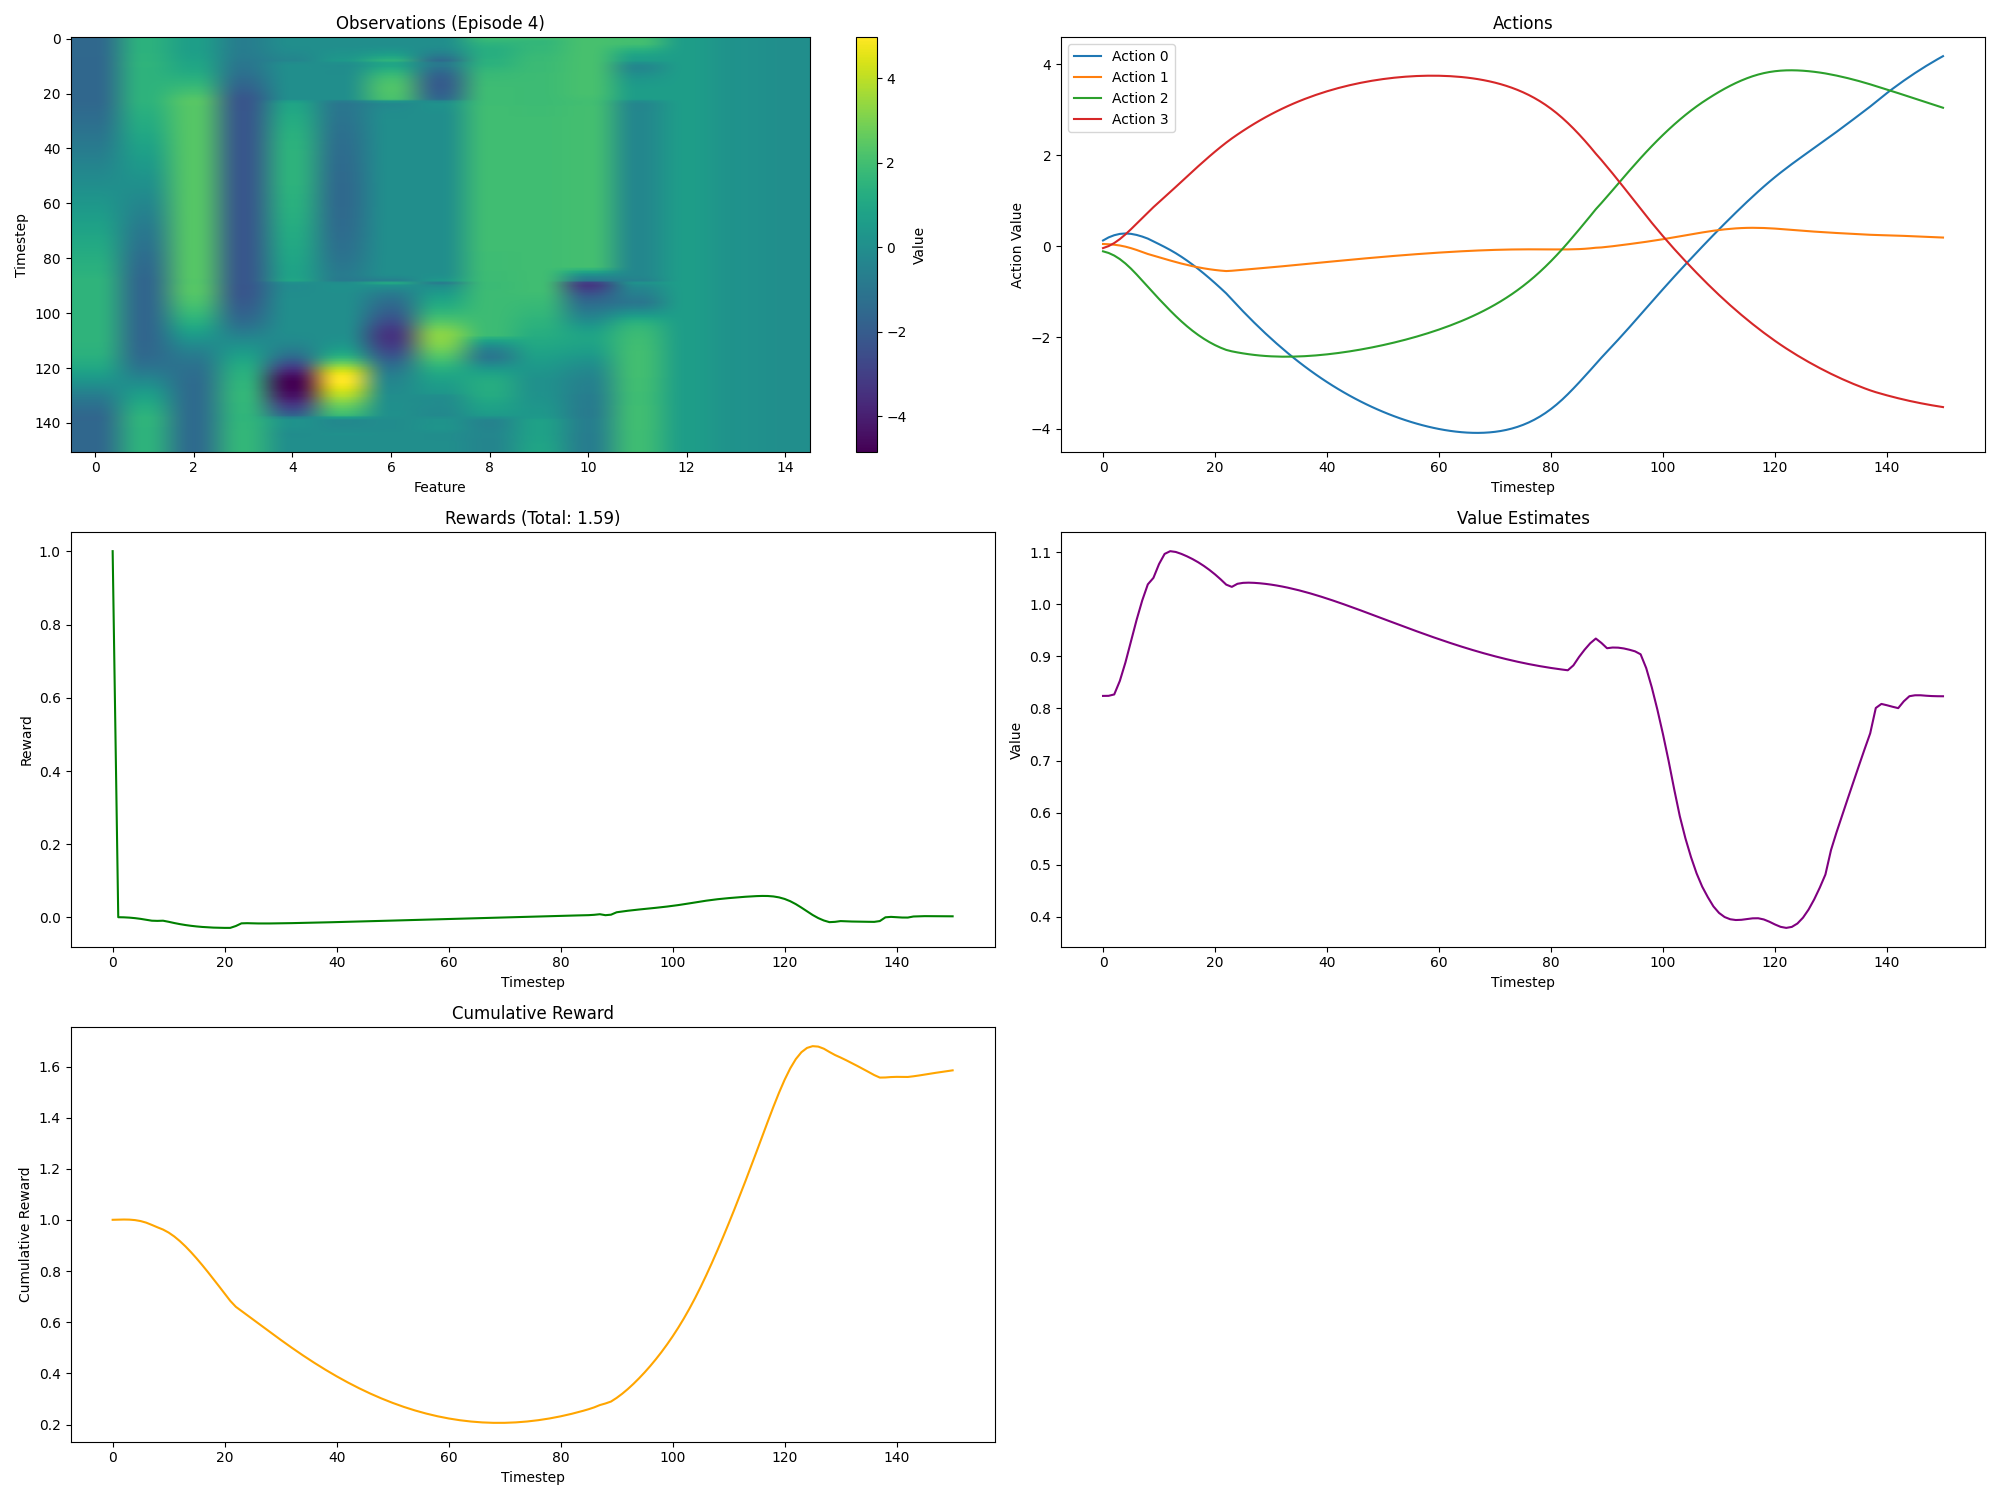 Observations (Episode 4)
0
20
40
60
80
100
120
140
Timestep
0 2 4 6 8 10 12 14
Feature
4
2
0
−2
−4
Value
Actions
Action 0
Action 1
Action 2
Action 3
4
2
0
−2
−4
Action Value
0 20 40 60 80 100 120 140
Timestep
Rewards (Total: 1.59)
1.0
0.8
0.6
0.4
0.2
0.0
Reward
0 20 40 60 80 100 120 140
Timestep
Value Estimates
1.1
1.0
0.9
0.8
0.7
0.6
0.5
0.4
Value
0 20 40 60 80 100 120 140
Timestep
Cumulative Reward
1.6
1.4
1.2
1.0
0.8
0.6
0.4
0.2
Cumulative Reward
0 20 40 60 80 100 120 140
Timestep